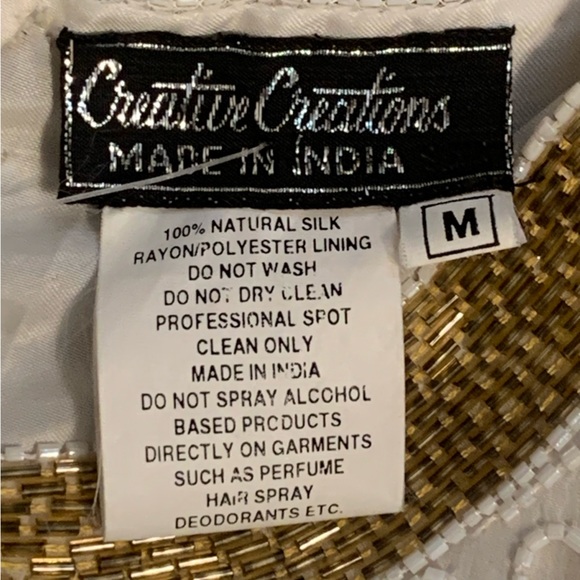 Creative Creations
MADE IN INDIA
M
100% NATURAL SILK
RAYON/POLYESTER LINING
DO NOT WASH
DO NOT DRY CLEAN
PROFESSIONAL SPOT
CLEAN ONLY
MADE IN INDIA
DO NOT SPRAY ALCOHOL
BASED PRODUCTS
DIRECTLY ON GARMENTS
SUCH AS PERFUME
HAIR SPRAY
DEODORANTS ETC.